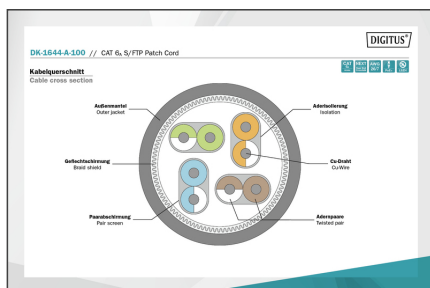 DIGITUS®
DK-1644-A-100 // CAT 6A S/FTP Patch Cord
Kabelquerschnitt
Cable cross section
Außenmantel
Outer jacket
Aderisolierung
Isolation
Geflechtschirmung
Braid shield
Cu-Draht
Cu-Wire
Paarabschirmung
Pair screen
Adernpaare
Twisted pair